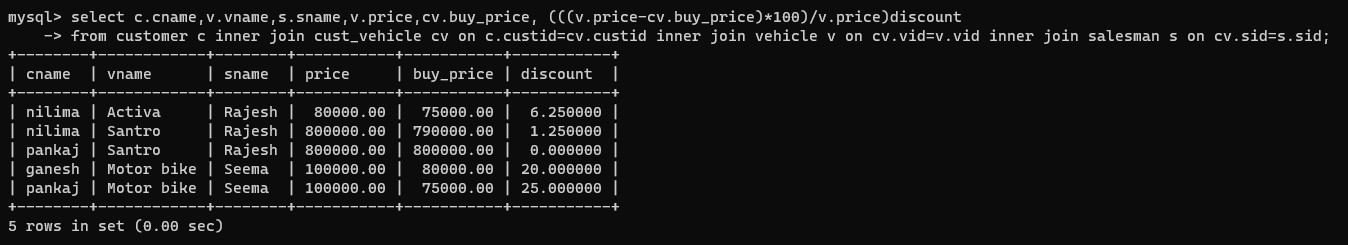 mysql> select c.cname,v.vname,s.sname,v.price,cv.buy_price, (((v.price-cv.buy_price)*100)/v.price)discount
    -> from customer c inner join cust_vehicle cv on c.custid=cv.custid inner join vehicle v on cv.vid=v.vid inner join salesman s on cv.sid=s.sid;
+--------+------------+--------+-----------+-----------+-----------+
| cname  | vname      | sname  | price     | buy_price | discount  |
+--------+------------+--------+-----------+-----------+-----------+
| nilima | Activa     | Rajesh |  80000.00 |  75000.00 |  6.250000 |
| nilima | Santro     | Rajesh | 800000.00 | 790000.00 |  1.250000 |
| pankaj | Santro     | Rajesh | 800000.00 | 800000.00 |  0.000000 |
| ganesh | Motor bike | Seema  | 100000.00 |  80000.00 | 20.000000 |
| pankaj | Motor bike | Seema  | 100000.00 |  75000.00 | 25.000000 |
+--------+------------+--------+-----------+-----------+-----------+
5 rows in set (0.00 sec)